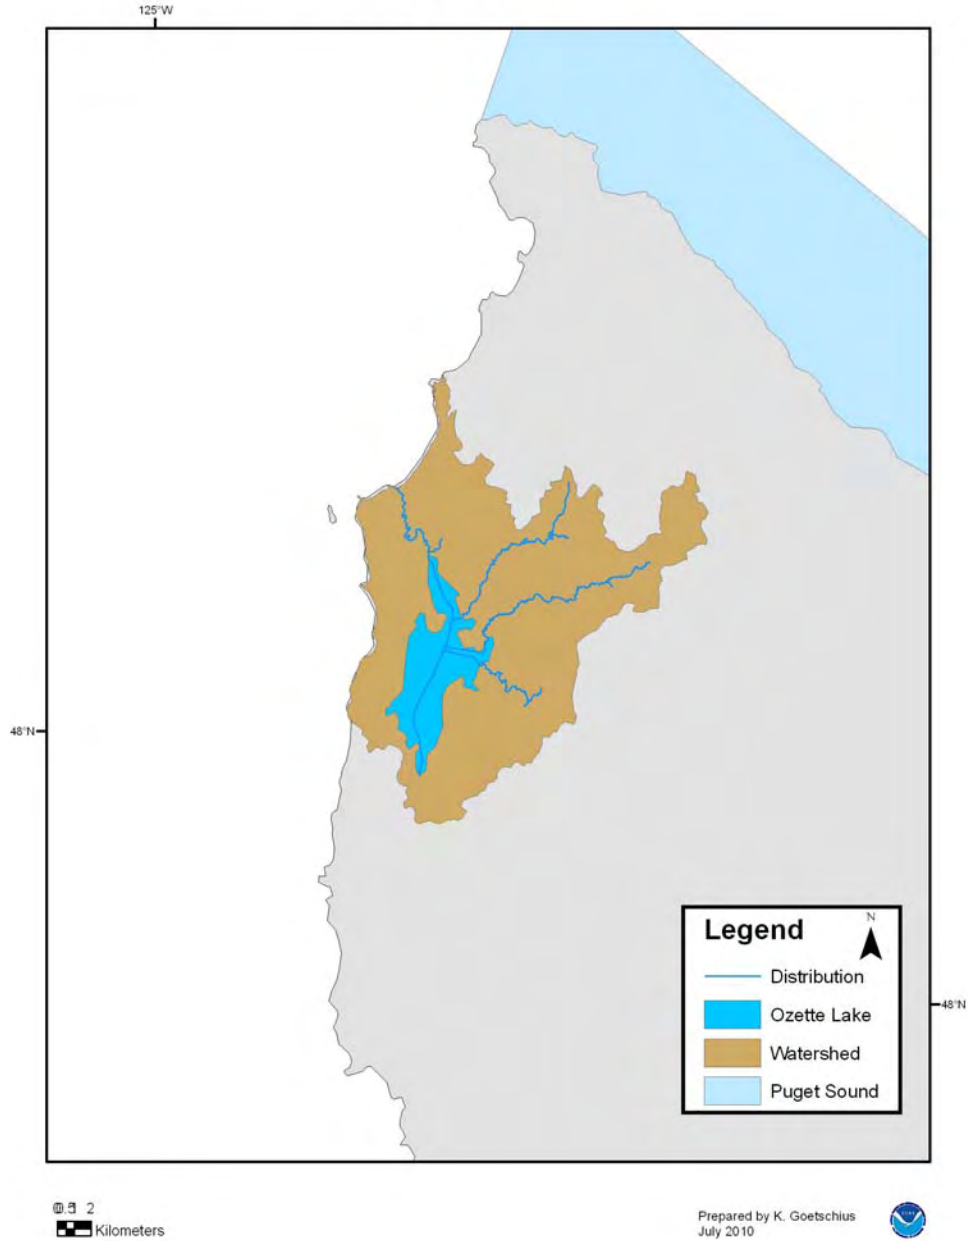 125°W
48°N
Legend
N
Distribution
Ozette Lake
Watershed
Puget Sound
48°N
2
Kilometers
Prepared by K. Goetschius
July 2010